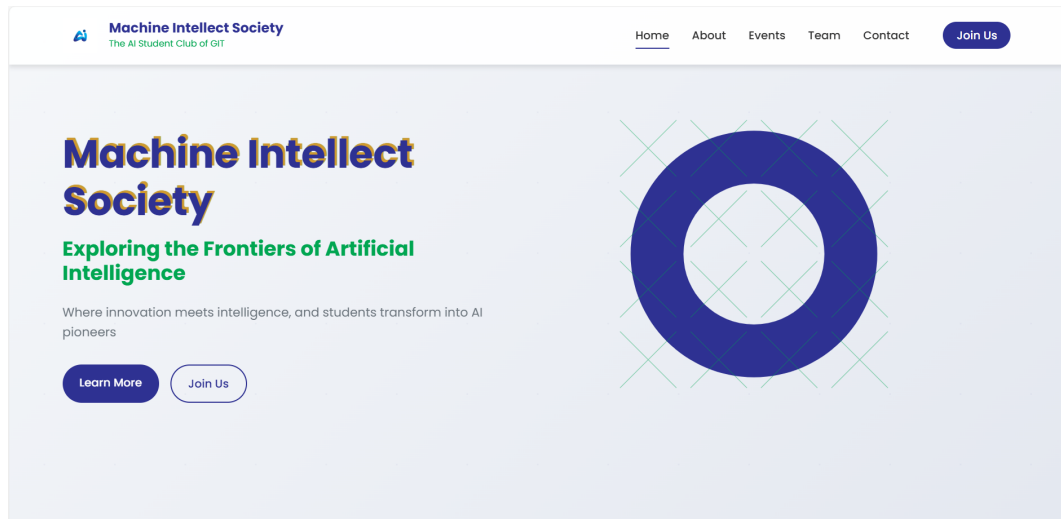 Ai
Machine Intellect Society
The AI Student Club of GIT
Home About Events Team Contact Join Us
Machine Intellect
Society
Exploring the Frontiers of Artificial
Intelligence
Where innovation meets intelligence, and students transform into AI
pioneers
Learn More Join Us